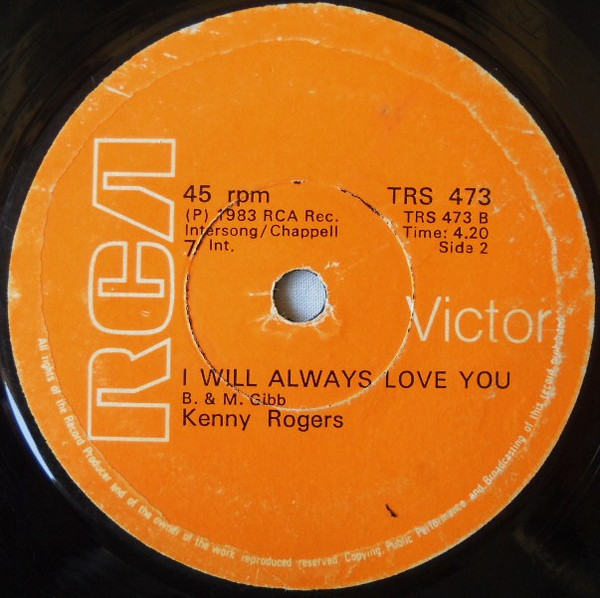 RCA
45 rpm
TRS 473
(P) 1983 RCA Rec.
TRS 473 B
Intersong/Chappell
Time: 4.20
7 Int.
Side 2
Victor
I WILL ALWAYS LOVE YOU
B. & M. Gibb
Kenny Rogers
All rights of the Record Producer and of the owner of the work reproduced reserved. Copying, Public Performance and Broadcasting of this record prohibited